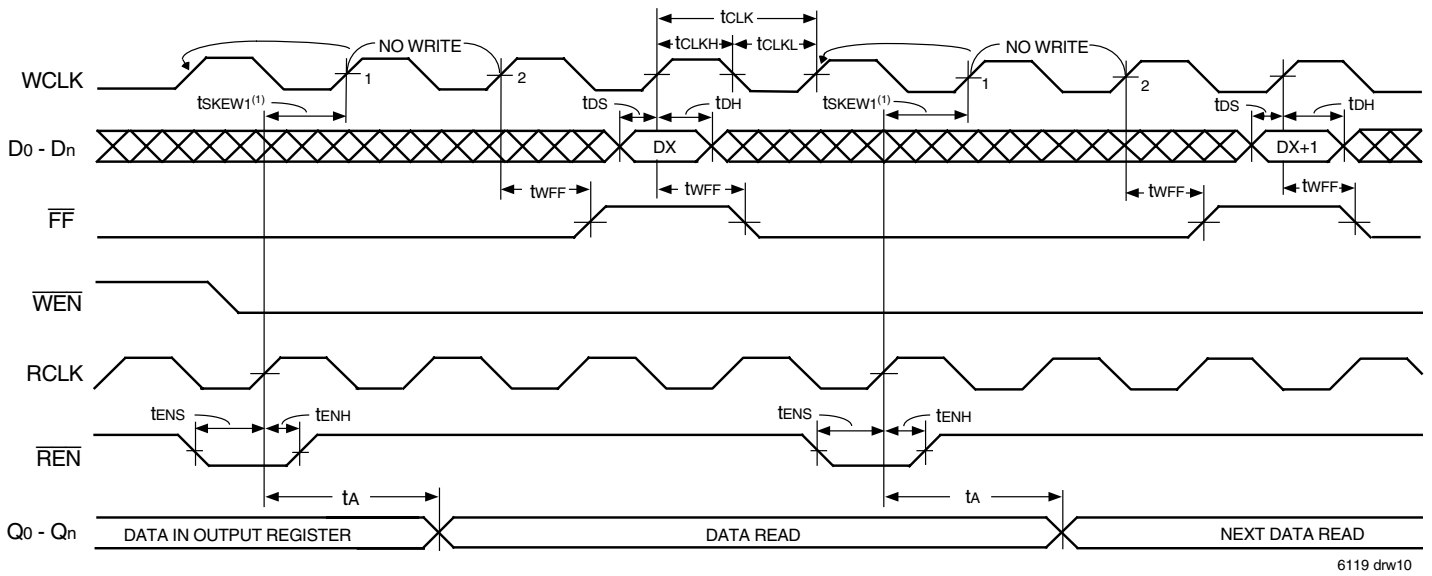 tCLK
NO WRITE tCLKH tCLKL NO WRITE
WCLK 1 2 1 2
tSKEW1(1) tDS tDH tSKEW1(1) tDS tDH
D0 - Dn DX DX+1
tWFF tWFF tWFF tWFF
FF
WEN
RCLK
tENS tENH tENS tENH
REN
tA tA
Q0 - Qn DATA IN OUTPUT REGISTER DATA READ NEXT DATA READ
6119 drw10